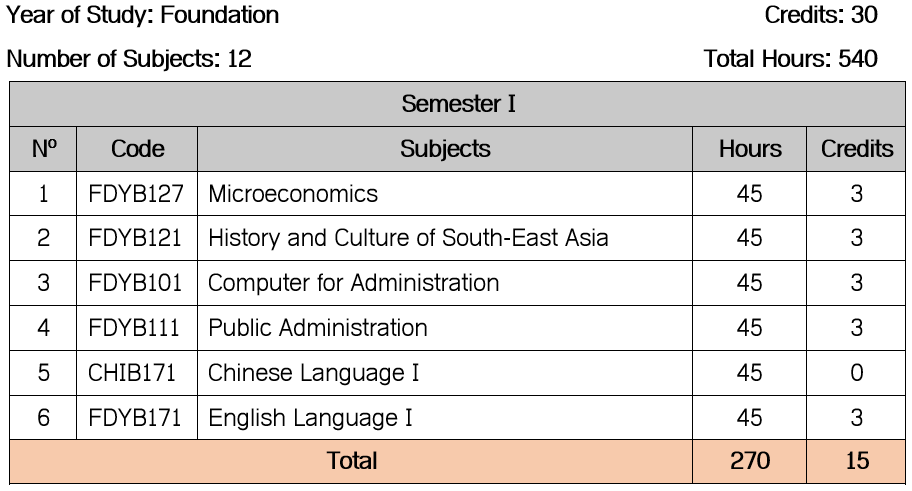 Year of Study: Foundation Credits: 30
Number of Subjects: 12 Total Hours: 540
Semester I
Nº Code Subjects Hours Credits
1 FDYB127 Microeconomics 45 3
2 FDYB121 History and Culture of South-East Asia 45 3
3 FDYB101 Computer for Administration 45 3
4 FDYB111 Public Administration 45 3
5 CHIB171 Chinese Language I 45 0
6 FDYB171 English Language I 45 3
Total 270 15